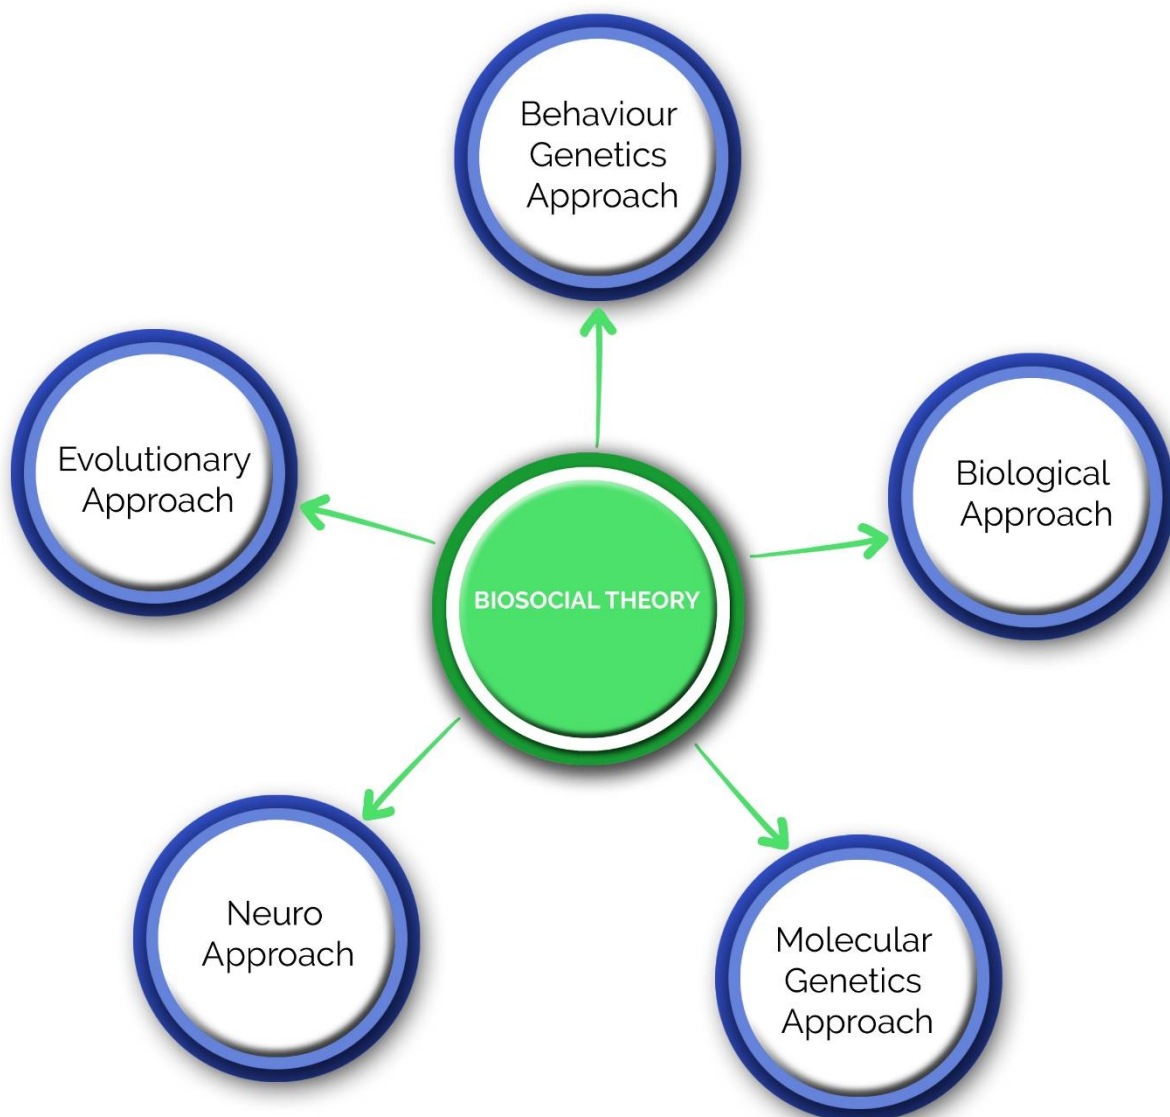 Behaviour
Genetics
Approach
Evolutionary
Approach
Biological
Approach
BIOSOCIAL THEORY
Neuro
Approach
Molecular
Genetics
Approach